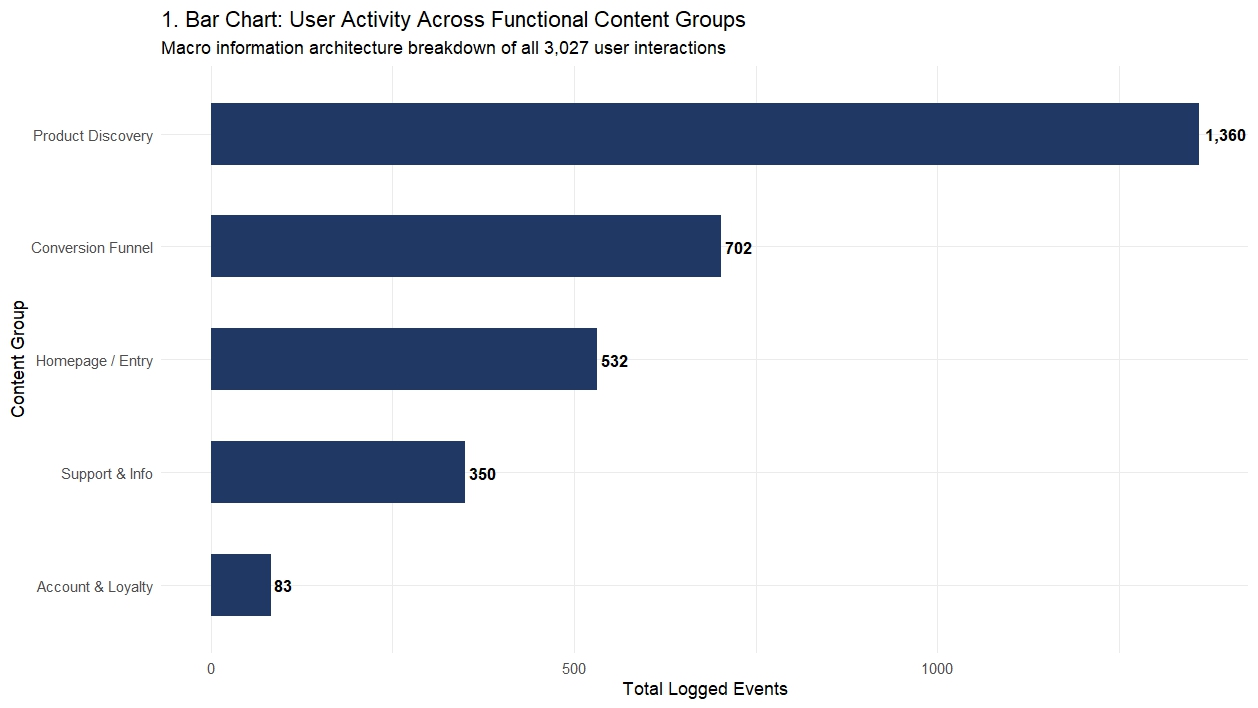 1. Bar Chart: User Activity Across Functional Content Groups
Macro information architecture breakdown of all 3,027 user interactions
Content Group
Product Discovery
1,360
Conversion Funnel
702
Homepage / Entry
532
Support & Info
350
Account & Loyalty
83
0
500
1000
Total Logged Events